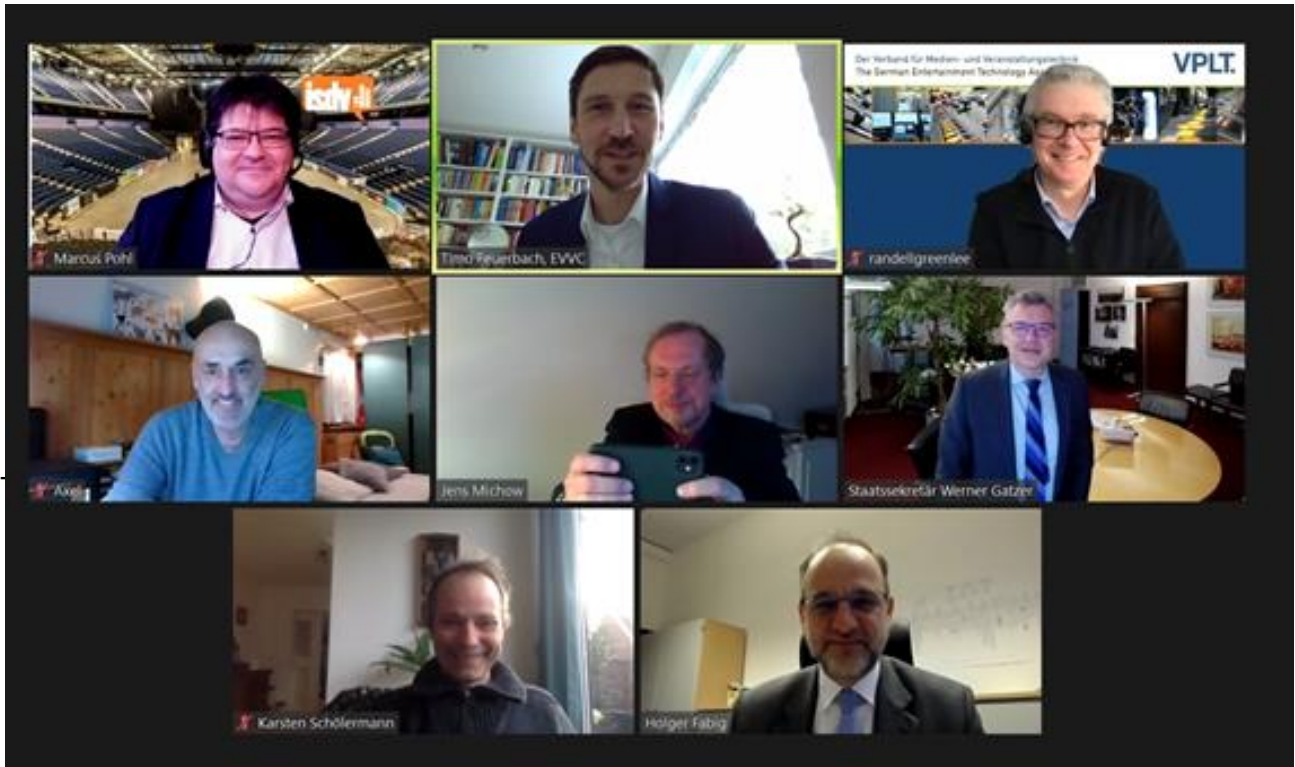 isdv
Der Verband für Medien- und Veranstaltungstechnik
The German Entertainment Technology
VPLT.
Marcus Pohl
Timo Feuerbach, EVVC
randellgreenlee
Axel
Jens Michow
Staatssekretär Werner Gatzer
Karsten Schölermann
Holger Fabig